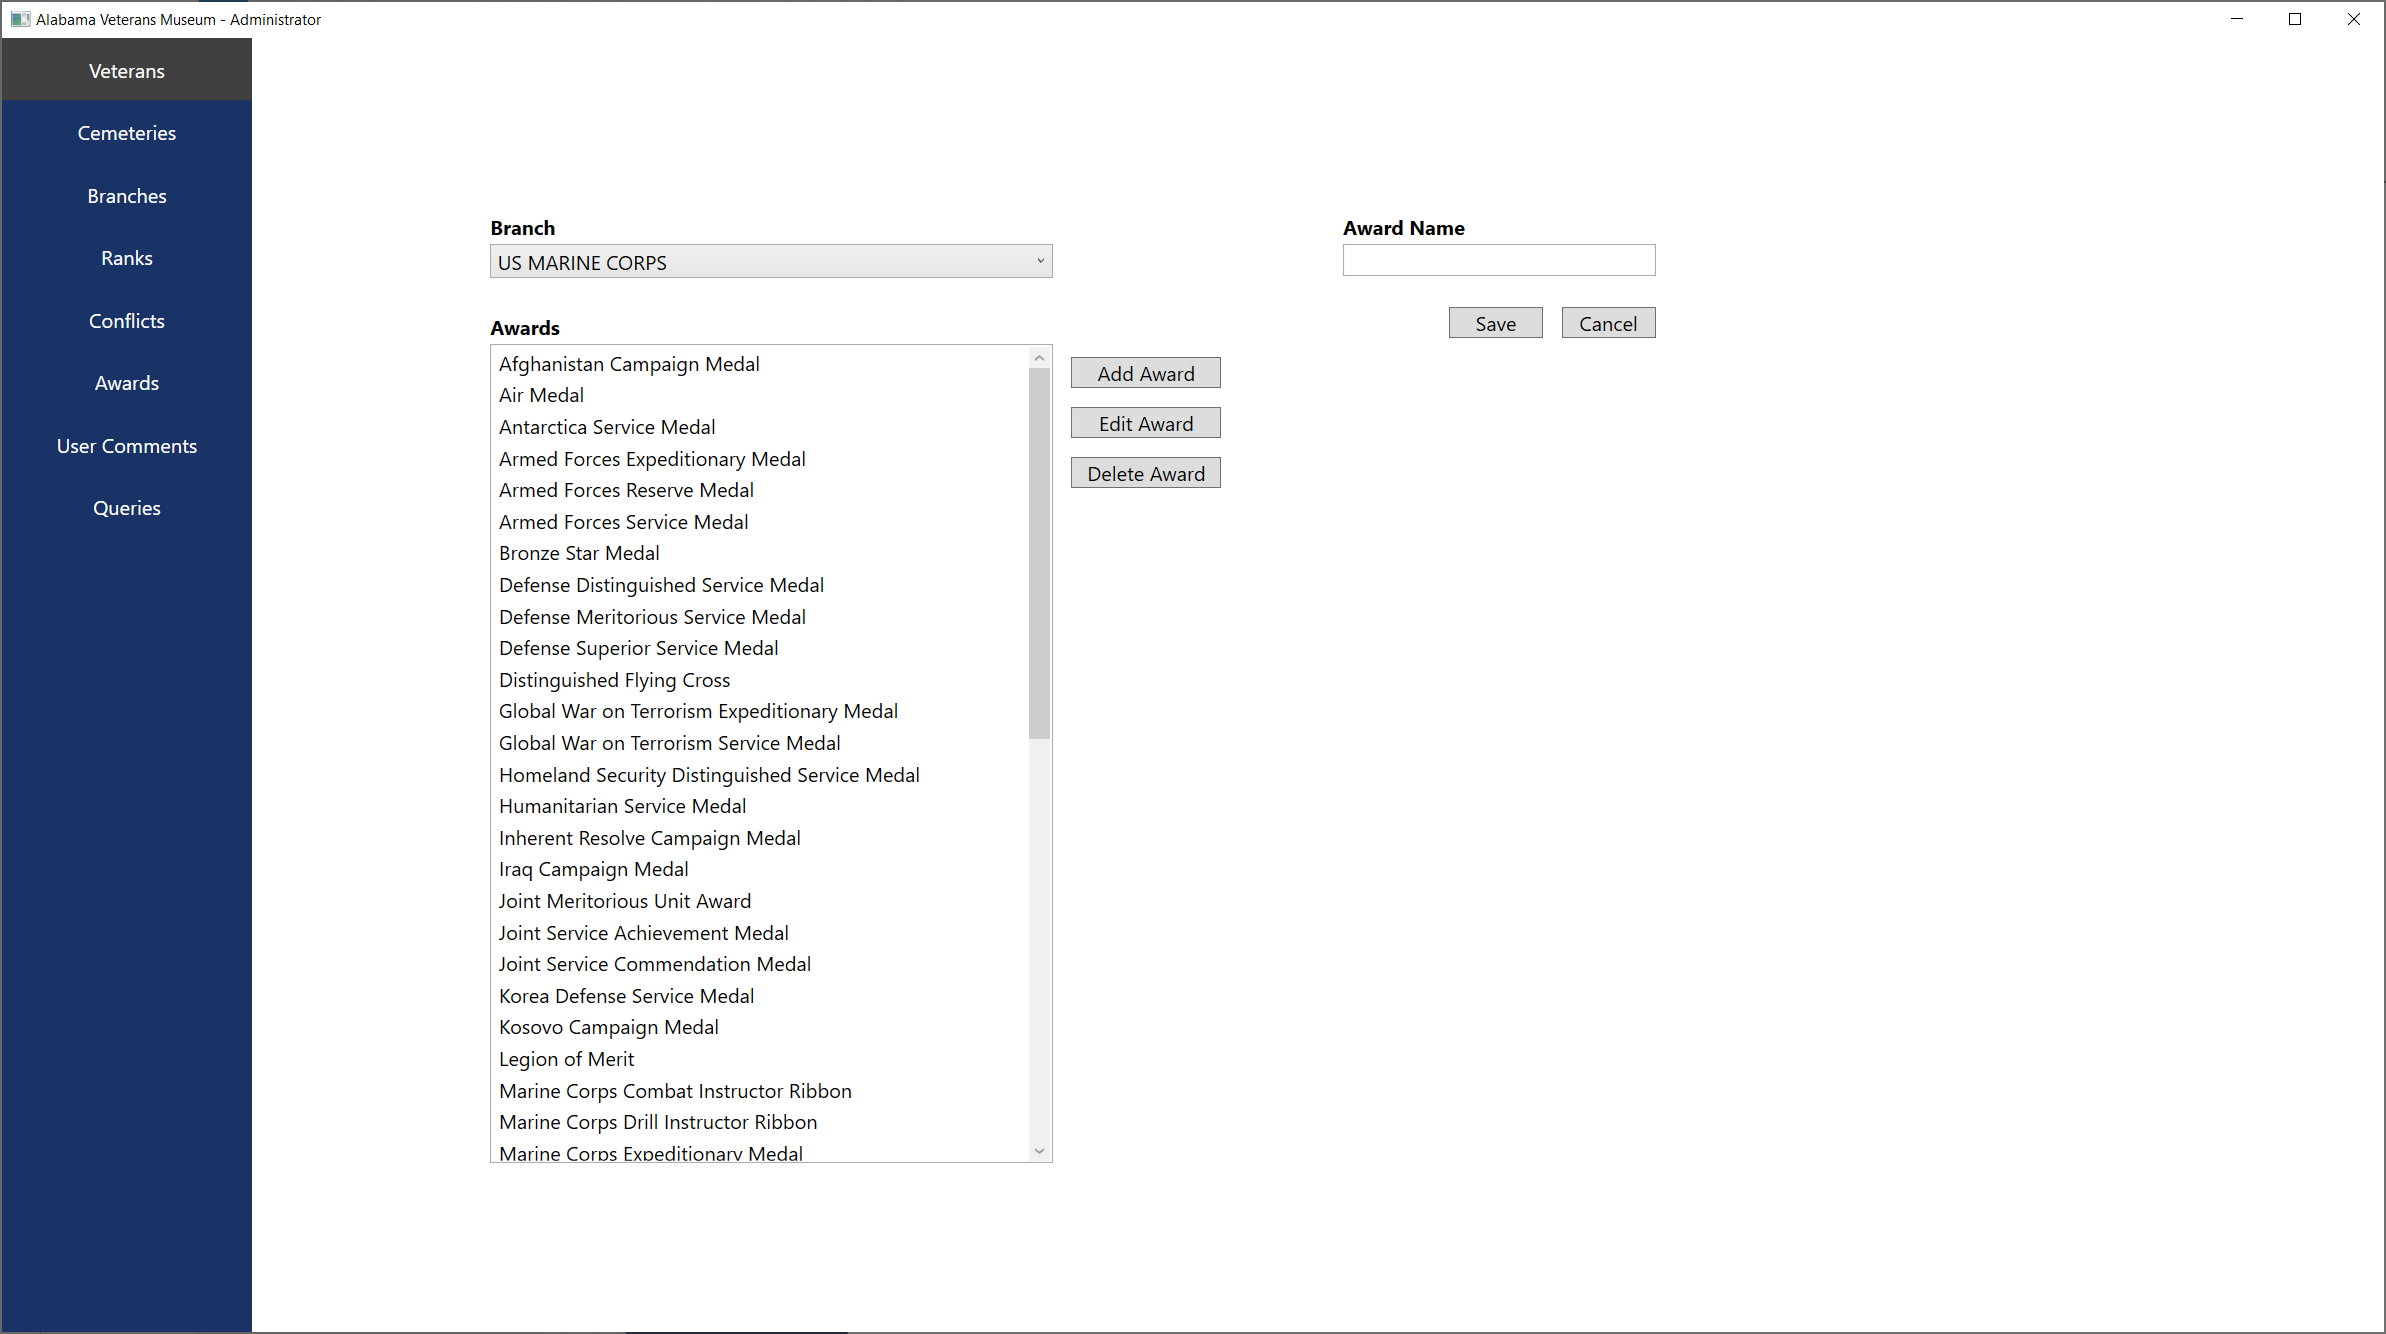 Alabama Veterans Museum - Administrator
Veterans
Cemeteries
Branches
Ranks
Conflicts
Awards
User Comments
Queries
Branch
US MARINE CORPS
Awards
Afghanistan Campaign Medal
Air Medal
Antarctica Service Medal
Armed Forces Expeditionary Medal
Armed Forces Reserve Medal
Armed Forces Service Medal
Bronze Star Medal
Defense Distinguished Service Medal
Defense Meritorious Service Medal
Defense Superior Service Medal
Distinguished Flying Cross
Global War on Terrorism Expeditionary Medal
Global War on Terrorism Service Medal
Homeland Security Distinguished Service Medal
Humanitarian Service Medal
Inherent Resolve Campaign Medal
Iraq Campaign Medal
Joint Meritorious Unit Award
Joint Service Achievement Medal
Joint Service Commendation Medal
Korea Defense Service Medal
Kosovo Campaign Medal
Legion of Merit
Marine Corps Combat Instructor Ribbon
Marine Corps Drill Instructor Ribbon
Marine Corps Expeditionary Medal
Add Award
Edit Award
Delete Award
Award Name
Save
Cancel